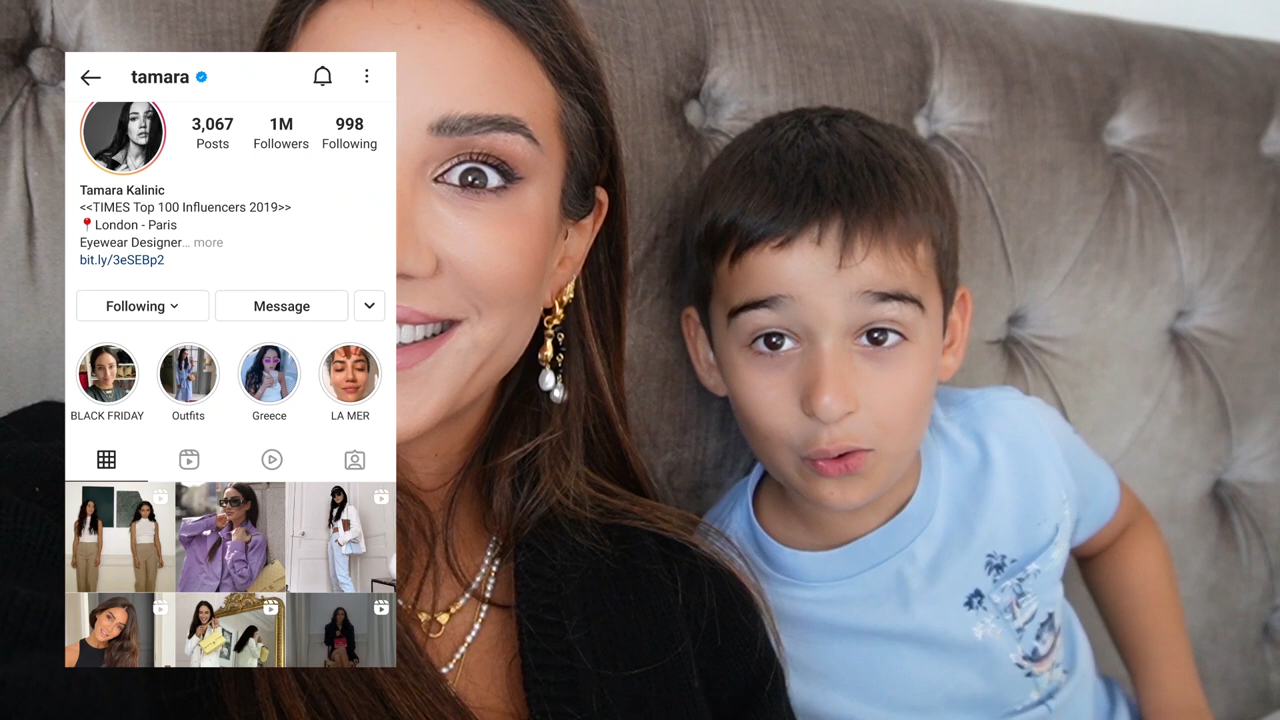 tamara
3,067 1M 998
Posts Followers Following
Tamara Kalinic
<<TIMES Top 100 Influencers 2019>>
📍London - Paris
Eyewear Designer... more
bit.ly/3eSEBp2
Following Message
BLACK FRIDAY Outfits Greece LA MER